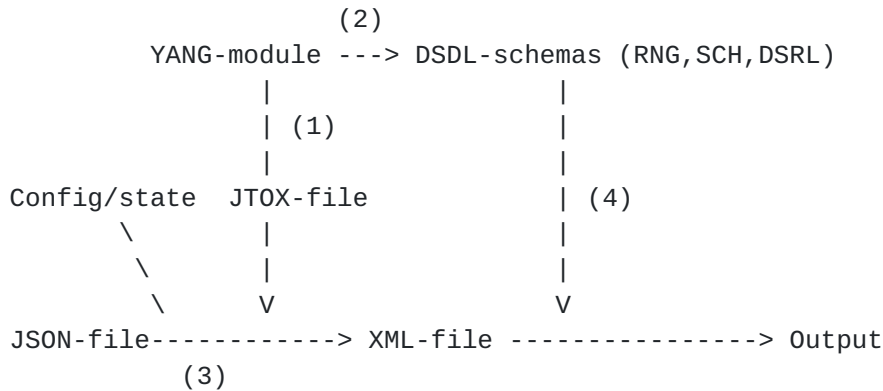 (2)
YANG-module ---> DSDL-schemas (RNG,SCH,DSRL)
| |
| (1) |
| |
Config/state JTOX-file | (4)
\ | |
\ | |
\ V V
JSON-file------------> XML-file ----------------> Output
(3)